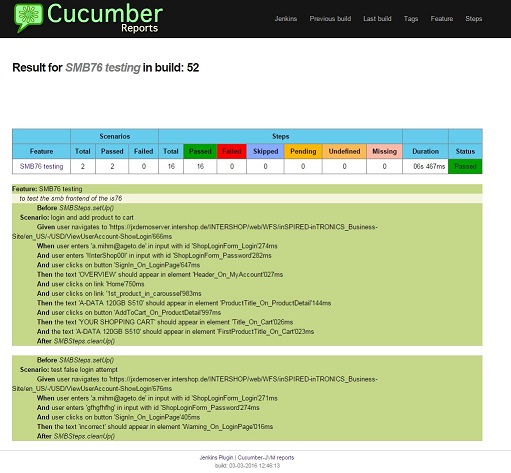 Cucumber
Reports
Jenkins Previous build Last build Tags Feature Steps
Result for SMB76 testing in build: 52
Scenarios Steps
Feature Total Passed Failed Total Passed Failed Skipped Pending Undefined Missing Duration Status
SMB76 testing 2 2 0 16 16 0 0 0 0 0 06s 467ms Passed
Feature: SMB76 testing
to test the smb frontend of the is76
Before SMBSteps.setUp()
Scenario: login and add product to cart
Given user navigates to 'https://jxdemoserver.intershop.de/INTERSHOP/web/WFS/inSPIRED-inTRONICS_Business-
Site/en_US/-/USD/ViewUserAccount-ShowLogin'666ms
When user enters 'a.mihm@ageto.de' in input with id 'ShopLoginForm_Login'274ms
And user enters '!InterShop00!' in input with id 'ShopLoginForm_Password'282ms
And user clicks on button 'SignIn_On_LoginPage'647ms
Then the text 'OVERVIEW' should appear in element 'Header_On_MyAccount'027ms
And user clicks on link 'Home'750ms
And user clicks on link '1st_product_in_caroussel'983ms
Then the text 'A-DATA 120GB S510' should appear in element 'ProductTitle_On_ProductDetail'144ms
And user clicks on button 'AddToCart_On_ProductDetail'997ms
Then the text 'YOUR SHOPPING CART' should appear in element 'Title_On_Cart'026ms
And the text 'A-DATA 120GB S510' should appear in element 'FirstProductTitle_On_Cart'023ms
After SMBSteps.cleanUp()
Before SMBSteps.setUp()
Scenario: test false login attempt
Given user navigates to 'https://jxdemoserver.intershop.de/INTERSHOP/web/WFS/inSPIRED-inTRONICS_Business-
Site/en_US/-/USD/ViewUserAccount-ShowLogin'676ms
When user enters 'a.mihm@ageto.de' in input with id 'ShopLoginForm_Login'271ms
And user enters 'gfhgfhfhg' in input with id 'ShopLoginForm_Password'274ms
And user clicks on button 'SignIn_On_LoginPage'405ms
Then the text 'incorrect' should appear in element 'Warning_On_LoginPage'016ms
After SMBSteps.cleanUp()
Jenkins Plugin | Cucumber-JVM reports
build: 03-03-2016 12:46:13